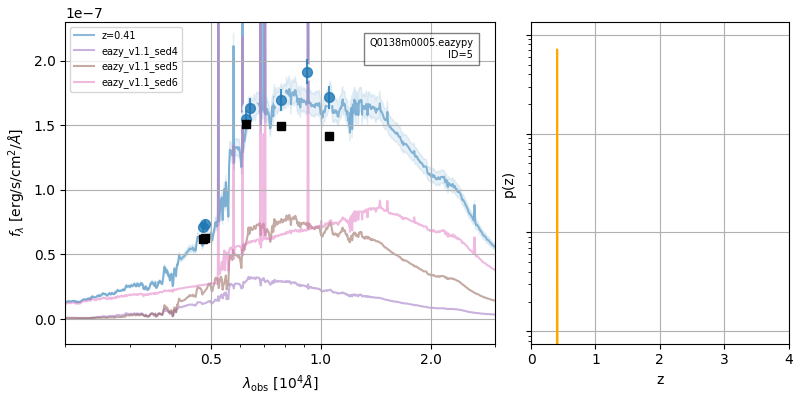 1e−7
z=0.41
eazy_v1.1_sed4
eazy_v1.1_sed5
eazy_v1.1_sed6
Q0138m0005.eazypy
ID=5
2.0
1.5
1.0
0.5
0.0
f_λ [erg/s/cm²/Å]
0.5 1.0 2.0
λ_obs [10⁴Å]
p(z)
0 1 2 3 4
z